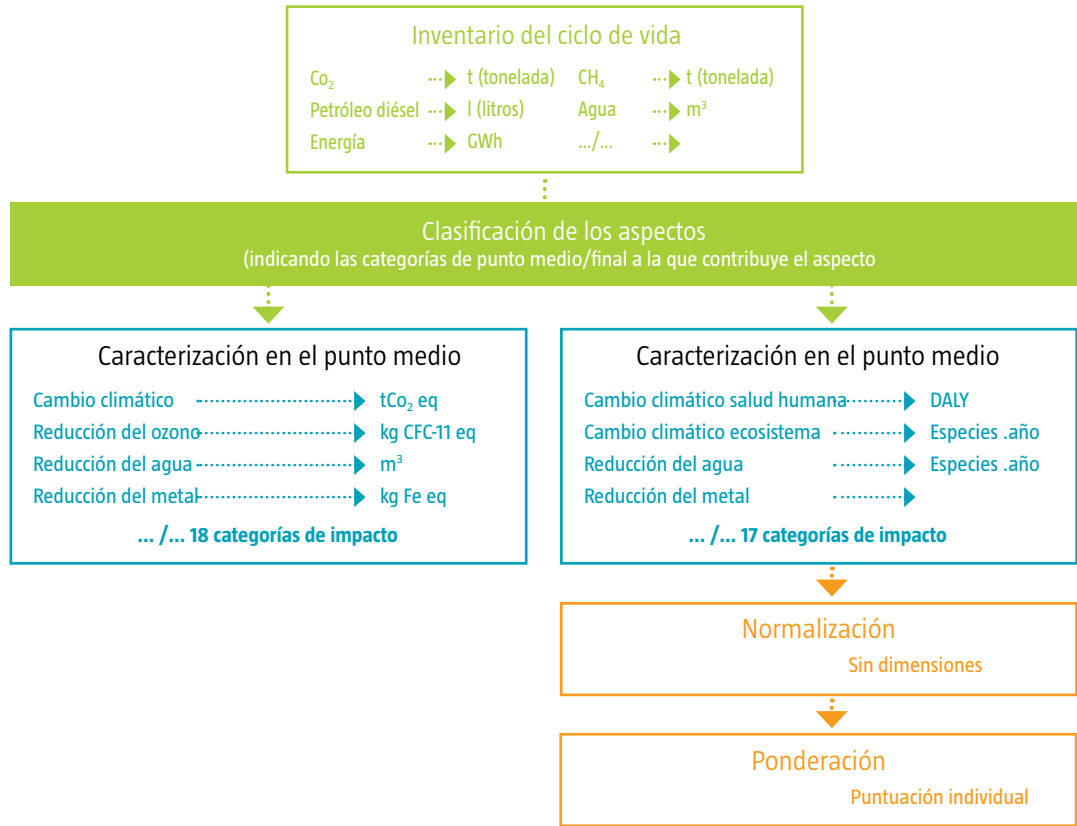 Inventario del ciclo de vida
Co₂ t (tonelada) CH₄ t (tonelada)
Petróleo diésel l (litros) Agua m³
Energía GWh .../...
Clasificación de los aspectos
(indicando las categorías de punto medio/final a la que contribuye el aspecto
Caracterización en el punto medio
Cambio climático tCo₂ eq
Reducción del ozono kg CFC-11 eq
Reducción del agua m³
Reducción del metal kg Fe eq
... /... 18 categorías de impacto
Caracterización en el punto medio
Cambio climático salud humana DALY
Cambio climático ecosistema Especies .año
Reducción del agua Especies .año
Reducción del metal
... /... 17 categorías de impacto
Normalización
Sin dimensiones
Ponderación
Puntuación individual